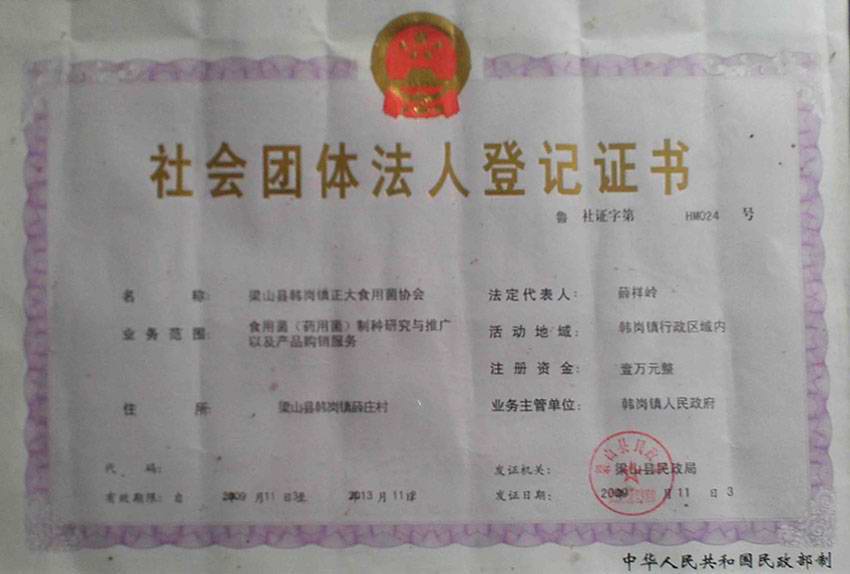 社会团体法人登记证书
鲁 社证字第 HM024 号
名 称: 梁山县韩岗镇正大食用菌协会
法定代表人: 薛祥岭
业务范围: 食用菌(药用菌)制种研究与推广
以及产品购销服务
活动地域: 韩岗镇行政区域内
注册资金: 壹万元整
住 所: 梁山县韩岗镇薛庄村
业务主管单位: 韩岗镇人民政府
代 码:
发证机关: 梁山县民政局
有效期限: 自 2009 月11 日3至 2013 月11
发证日期: 2009 月11 日 3
中华人民共和国民政部制